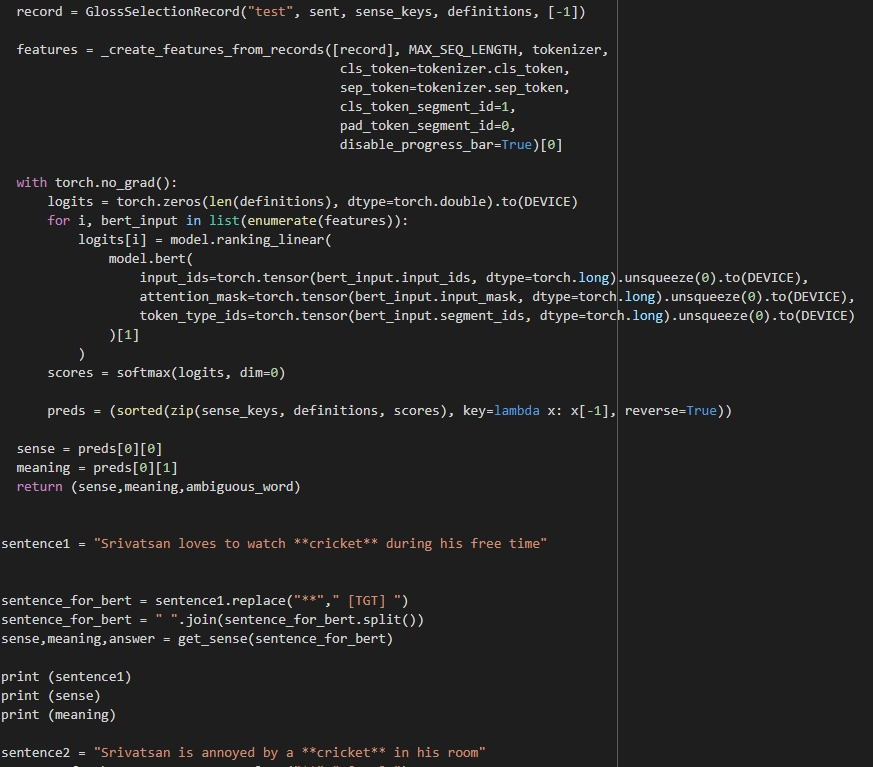 record = GlossSelectionRecord("test", sent, sense_keys, definitions, [-1])
features = _create_features_from_records([record], MAX_SEQ_LENGTH, tokenizer,
cls_token=tokenizer.cls_token,
sep_token=tokenizer.sep_token,
cls_token_segment_id=1,
pad_token_segment_id=0,
disable_progress_bar=True)[0]
with torch.no_grad():
logits = torch.zeros(len(definitions), dtype=torch.double).to(DEVICE)
for i, bert_input in list(enumerate(features)):
logits[i] = model.ranking_linear(
model.bert(
input_ids=torch.tensor(bert_input.input_ids, dtype=torch.long).unsqueeze(0).to(DEVICE),
attention_mask=torch.tensor(bert_input.input_mask, dtype=torch.long).unsqueeze(0).to(DEVICE),
token_type_ids=torch.tensor(bert_input.segment_ids, dtype=torch.long).unsqueeze(0).to(DEVICE)
)[1]
)
scores = softmax(logits, dim=0)
preds = (sorted(zip(sense_keys, definitions, scores), key=lambda x: x[-1], reverse=True))
sense = preds[0][0]
meaning = preds[0][1]
return (sense,meaning,ambiguous_word)
sentence1 = "Srivatsan loves to watch **cricket** during his free time"
sentence_for_bert = sentence1.replace("**"," [TGT] ")
sentence_for_bert = " ".join(sentence_for_bert.split())
sense,meaning,answer = get_sense(sentence_for_bert)
print (sentence1)
print (sense)
print (meaning)
sentence2 = "Srivatsan is annoyed by a **cricket** in his room"